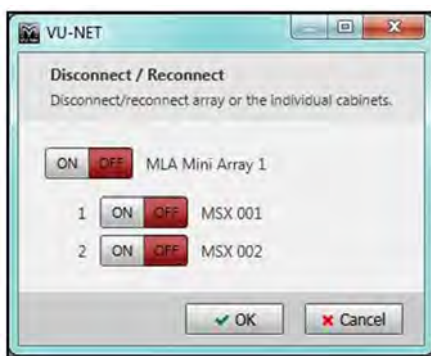 VU-NET
Disconnect / Reconnect
Disconnect/reconnect array or the individual cabinets.
ON OFF MLA Mini Array 1
1 ON OFF MSX 001
2 ON OFF MSX 002
OK Cancel